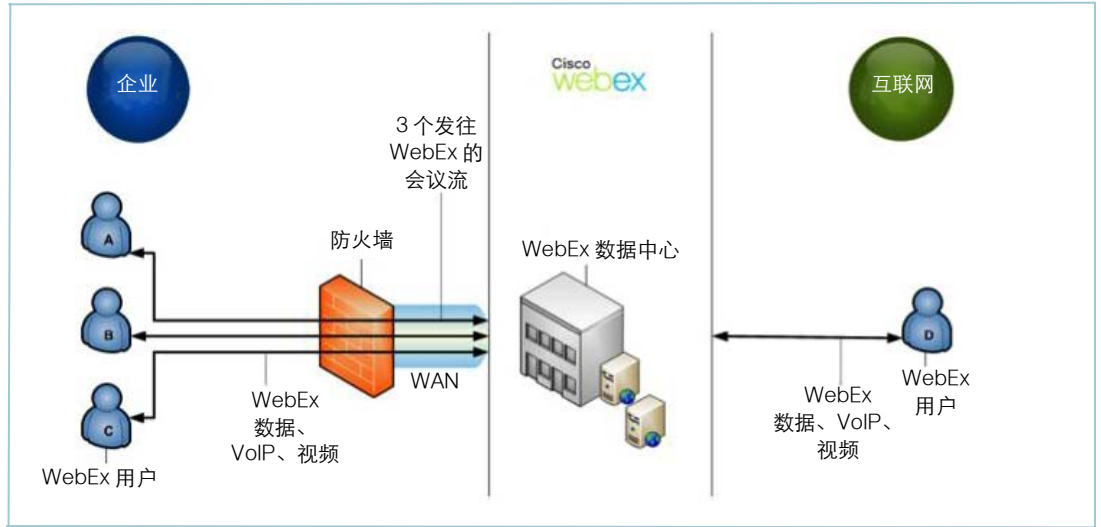 企业
Cisco
webex
互联网
3 个发往
WebEx 的
会议流
A
防火墙
WebEx 数据中心
B
D
WAN
WebEx
数据、
VoIP、视频
C
WebEx 用户
WebEx
数据、VoIP、
视频
WebEx
用户